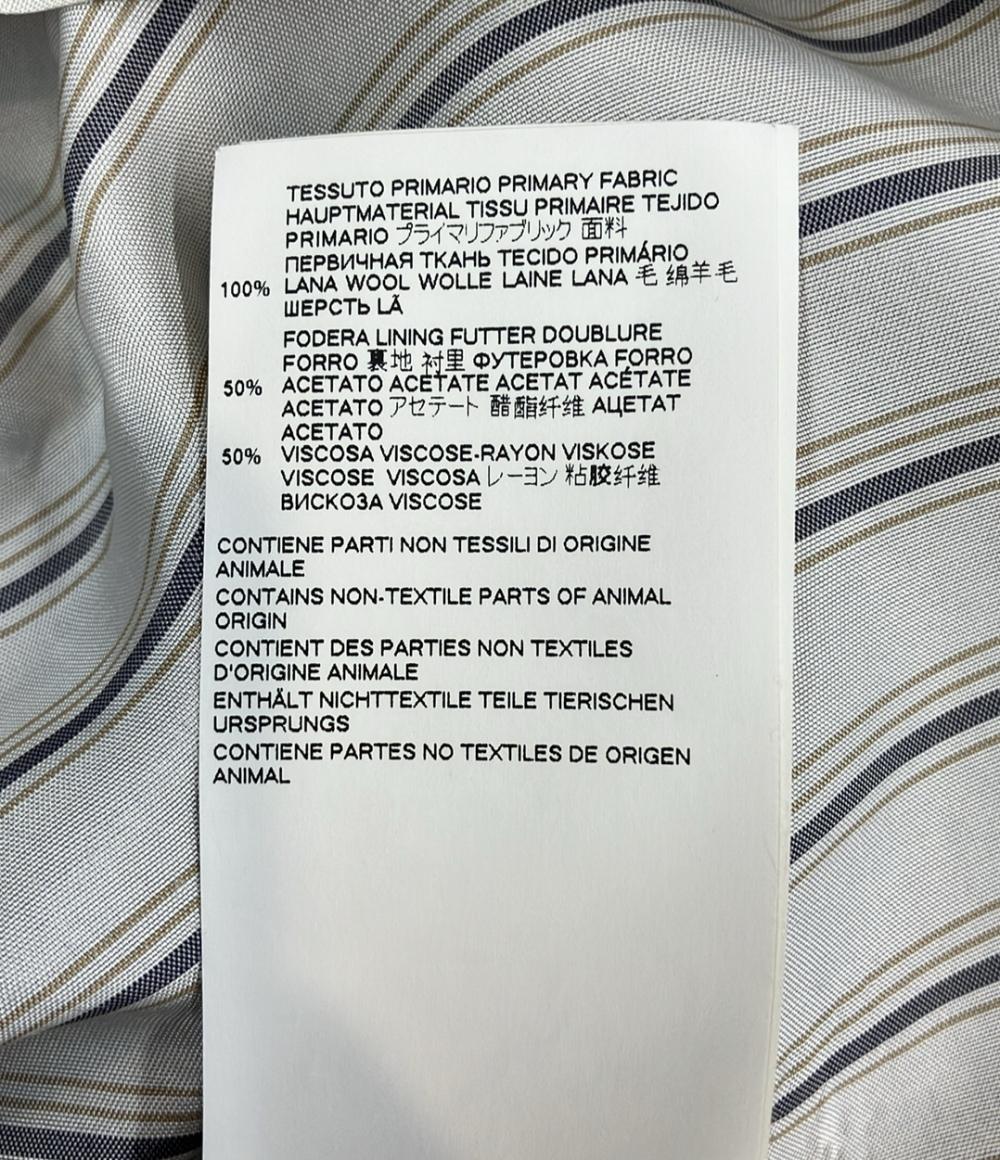 TESSUTO PRIMARIO PRIMARY FABRIC
HAUPTMATERIAL TISSU PRIMAIRE TEJIDO
PRIMARIO プライマリファブリック 面料
ПЕРВИЧНАЯ ТКАНЬ TECIDO PRIMÁRIO
100% LANA WOOL WOLLE LAINE LANA 毛 绵羊毛
ШЕРСТЬ LÃ
FODERA LINING FUTTER DOUBLURE
FORRO 裏地 衬里 ФУТЕРОВКА FORRO
50% ACETATO ACETATE ACETAT ACÉTATE
ACETATO アセテート 醋酯纤维 АЦЕТАТ
ACETATO
50% VISCOSA VISCOSE-RAYON VISKOSE
VISCOSE VISCOSA レーヨン 粘胶纤维
ВИСКОЗА VISCOSE
CONTIENE PARTI NON TESSILI DI ORIGINE
ANIMALE
CONTAINS NON-TEXTILE PARTS OF ANIMAL
ORIGIN
CONTIENT DES PARTIES NON TEXTILES
D'ORIGINE ANIMALE
ENTHÄLT NICHTTEXTILE TEILE TIERISCHEN
URSPRUNGS
CONTIENE PARTES NO TEXTILES DE ORIGEN
ANIMAL